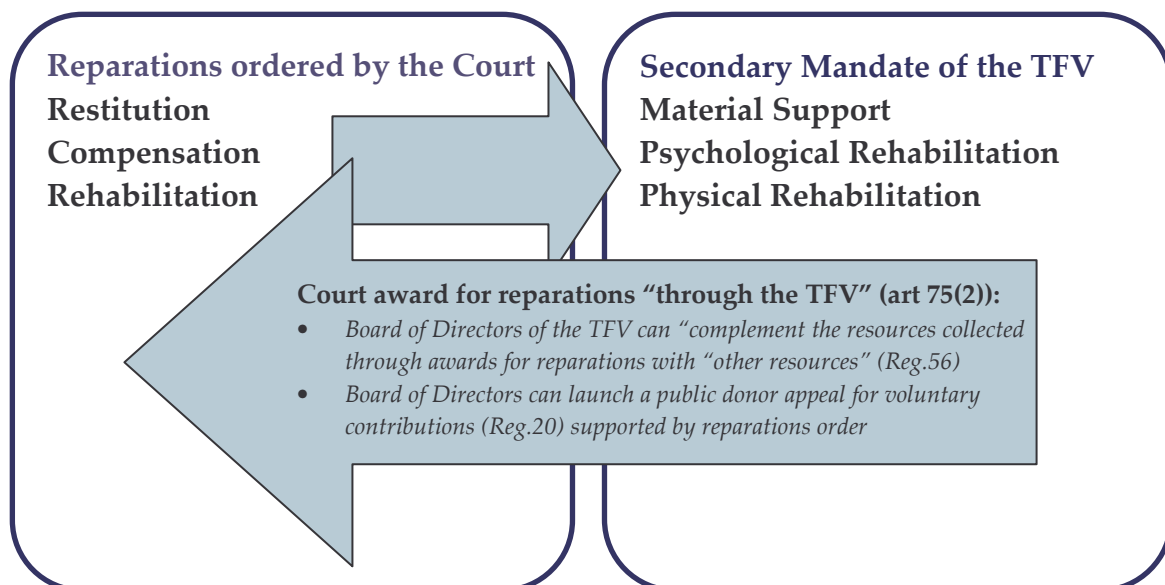 Reparations ordered by the Court
Restitution
Compensation
Rehabilitation
Secondary Mandate of the TFV
Material Support
Psychological Rehabilitation
Physical Rehabilitation
Court award for reparations “through the TFV” (art 75(2)):
• Board of Directors of the TFV can “complement the resources collected
through awards for reparations with “other resources” (Reg.56)
• Board of Directors can launch a public donor appeal for voluntary
contributions (Reg.20) supported by reparations order